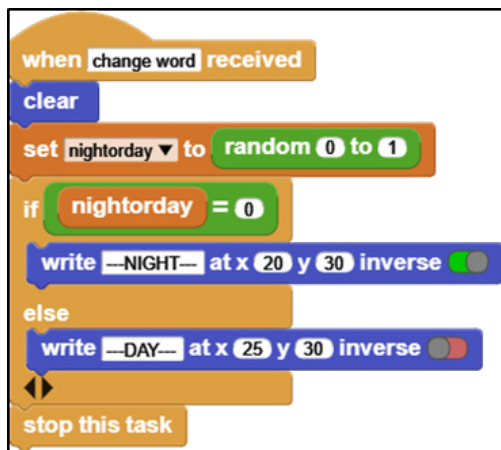 when change word received
clear
set nightorday to random 0 to 1
if nightorday = 0
write ---NIGHT--- at x 20 y 30 inverse
else
write ---DAY--- at x 25 y 30 inverse
stop this task